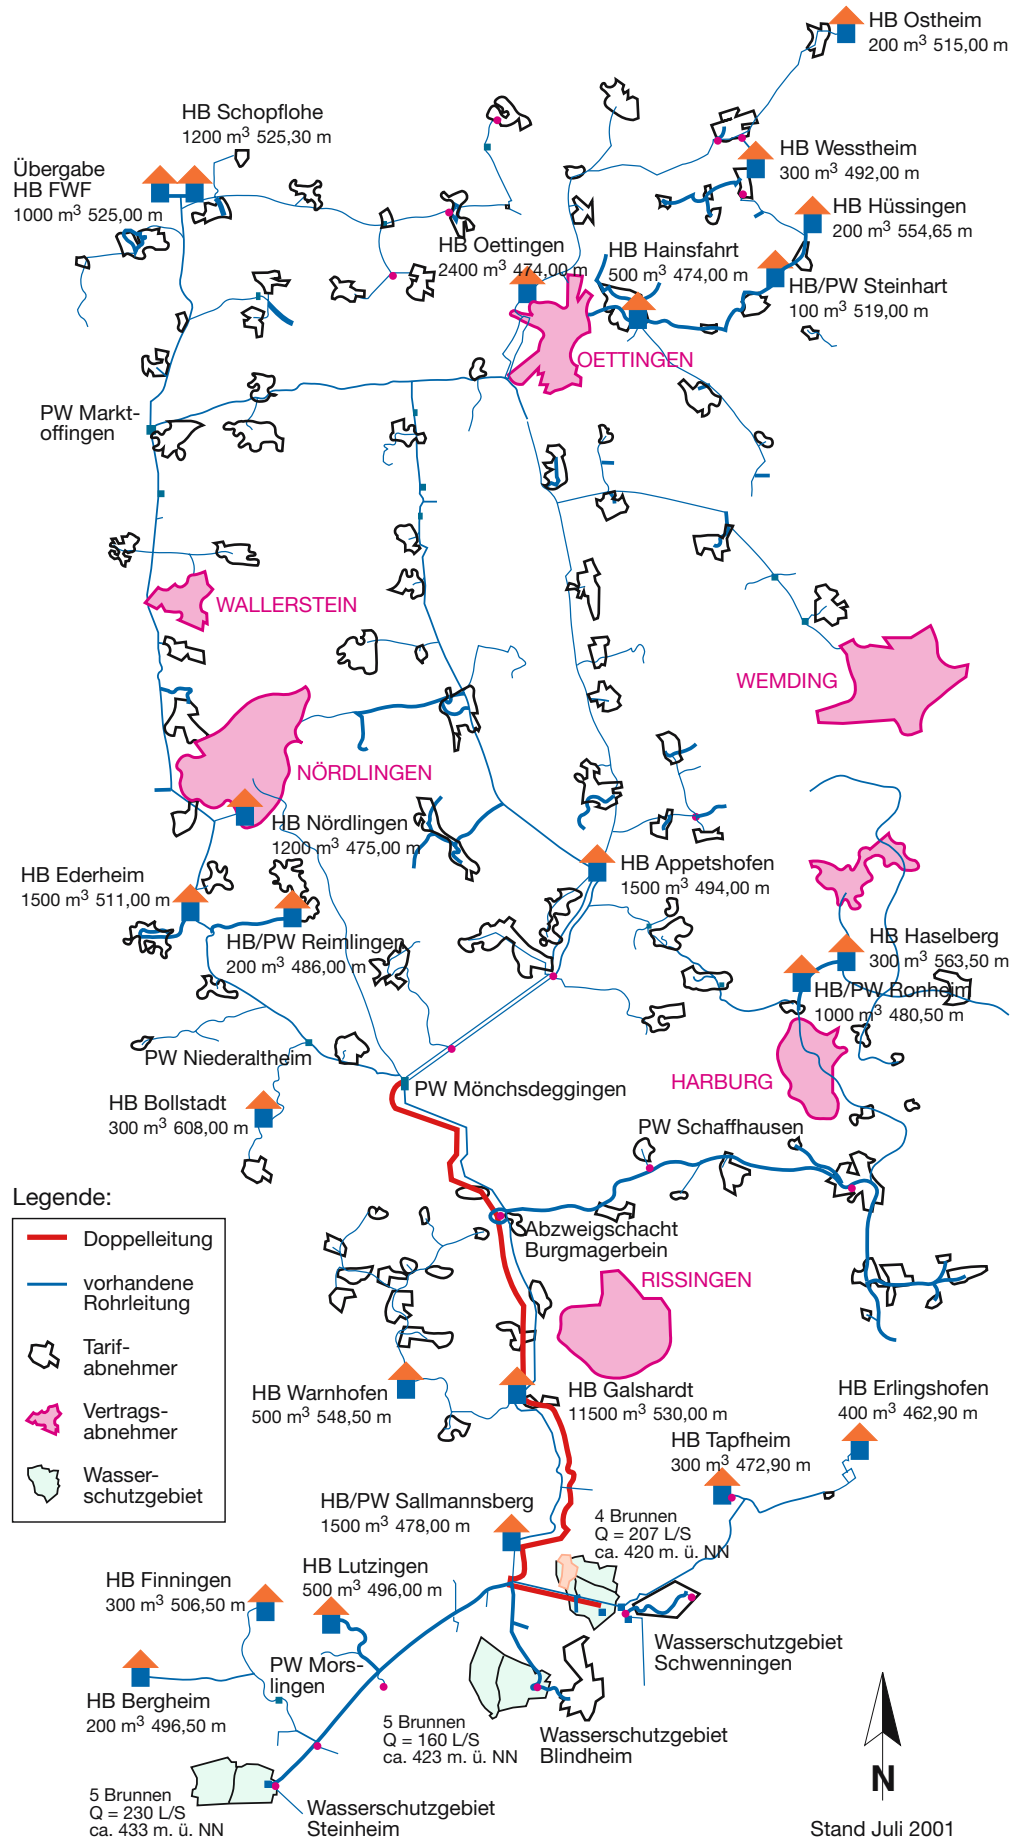 HB Ostheim
200 m³ 515,00 m
HB Schopflohe
1200 m³ 525,30 m
Übergabe
HB FWF
1000 m³ 525,00 m
HB Wesstheim
300 m³ 492,00 m
HB Hüssingen
200 m³ 554,65 m
HB Oettingen
2400 m³ 474,00 m
HB Hainsfahrt
500 m³ 474,00 m
HB/PW Steinhart
100 m³ 519,00 m
OETTINGEN
PW Markt-
offingen
WALLERSTEIN
WEMDING
NÖRDLINGEN
HB Nördlingen
1200 m³ 475,00 m
HB Ederheim
1500 m³ 511,00 m
HB Appetshofen
1500 m³ 494,00 m
HB/PW Reimlingen
200 m³ 486,00 m
HB Haselberg
300 m³ 563,50 m
HB/PW Ronheim
1000 m³ 480,50 m
PW Niederaltheim
HARBURG
PW Mönchsdeggingen
HB Bollstadt
300 m³ 608,00 m
PW Schaffhausen
Legende:
Doppelleitung
vorhandene
Rohrleitung
Tarif-
abnehmer
Vertrags-
abnehmer
Wasser-
schutzgebiet
Abzweigschacht
Burgmagerbein
RISSINGEN
HB Warnhofen
500 m³ 548,50 m
HB Galshardt
11500 m³ 530,00 m
HB Erlingshofen
400 m³ 462,90 m
HB Tapfheim
300 m³ 472,90 m
HB/PW Sallmannsberg
1500 m³ 478,00 m
4 Brunnen
Q = 207 L/S
ca. 420 m. ü. NN
HB Lutzingen
500 m³ 496,00 m
HB Finningen
300 m³ 506,50 m
PW Mors-
lingen
HB Bergheim
200 m³ 496,50 m
Wasserschutzgebiet
Schwenningen
5 Brunnen
Q = 160 L/S
ca. 423 m. ü. NN
Wasserschutzgebiet
Blindheim
5 Brunnen
Q = 230 L/S
ca. 433 m. ü. NN
Wasserschutzgebiet
Steinheim
N
Stand Juli 2001